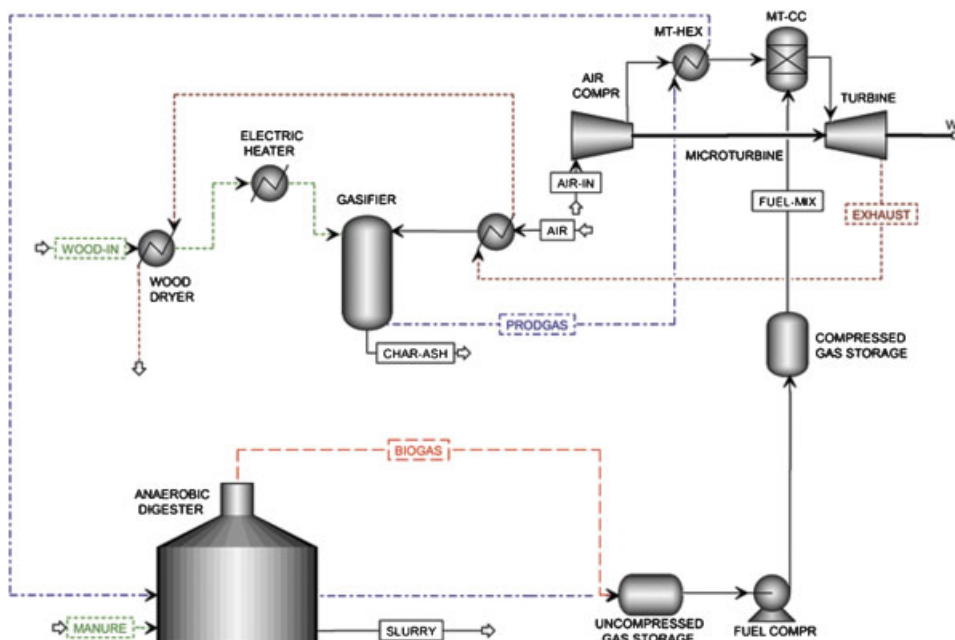 MT-HEX
MT-CC
AIR
COMPR
TURBINE
W
ELECTRIC
HEATER
MICROTURBINE
GASIFIER
AIR-IN
FUEL-MIX
EXHAUST
AIR
WOOD-IN
WOOD
DRYER
PRODGAS
CHAR-ASH
COMPRESSED
GAS STORAGE
BIOGAS
ANAEROBIC
DIGESTER
MANURE
SLURRY
UNCOMPRESSED
GAS STORAGE
FUEL COMPR